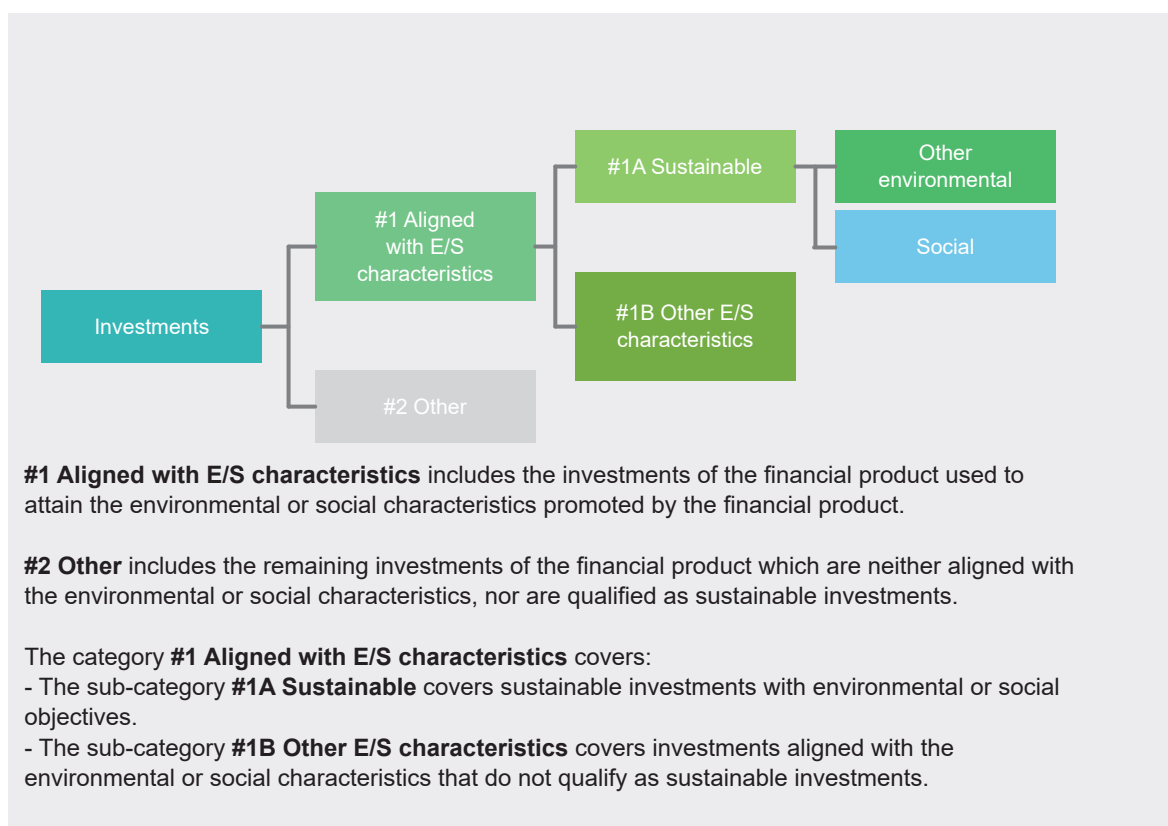 Other
environmental
#1A Sustainable
#1 Aligned
with E/S
characteristics
Social
#1B Other E/S
characteristics
Investments
#2 Other
#1 Aligned with E/S characteristics includes the investments of the financial product used to
attain the environmental or social characteristics promoted by the financial product.
#2 Other includes the remaining investments of the financial product which are neither aligned with
the environmental or social characteristics, nor are qualified as sustainable investments.
The category #1 Aligned with E/S characteristics covers:
- The sub-category #1A Sustainable covers sustainable investments with environmental or social
objectives.
- The sub-category #1B Other E/S characteristics covers investments aligned with the
environmental or social characteristics that do not qualify as sustainable investments.